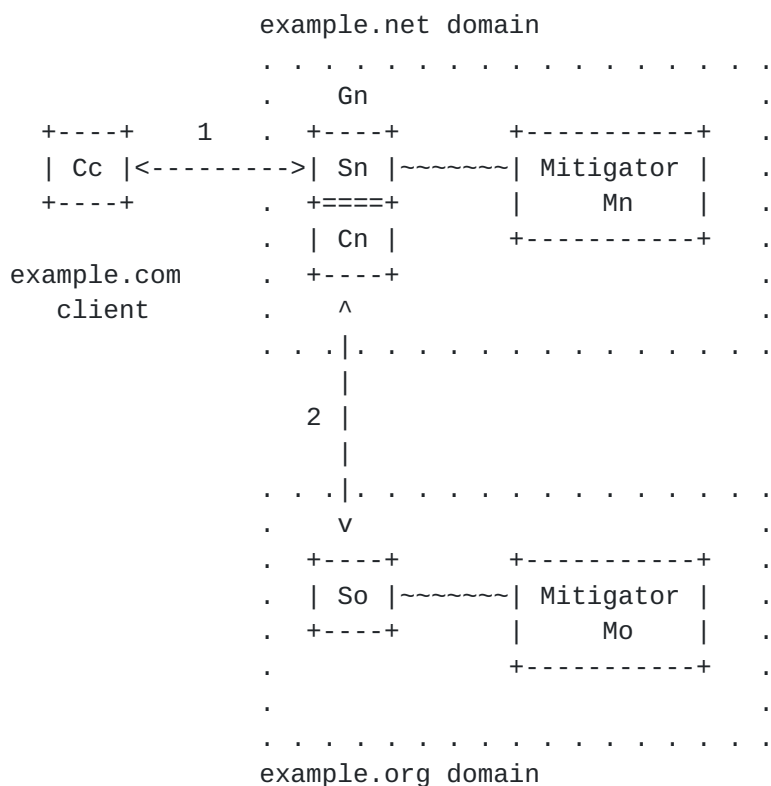 example.net domain
                . . . . . . . . . . . . . . . . .
                .    Gn                         .
  +----+    1   .  +----+       +-----------+   .
  | Cc |<--------->| Sn |~~~~~~~| Mitigator |   .
  +----+        .  +====+       |     Mn    |   .
                .  | Cn |       +-----------+   .
example.com     .  +----+                       .
   client       .    ^                          .
                . . .|. . . . . . . . . . . . . .
                     |
                   2 |
                     |
                . . .|. . . . . . . . . . . . . .
                .    v                          .
                .  +----+       +-----------+   .
                .  | So |~~~~~~~| Mitigator |   .
                .  +----+       |     Mo    |   .
                .               +-----------+   .
                .                               .
                . . . . . . . . . . . . . . . . .
                example.org domain